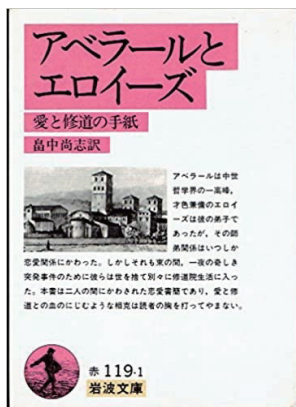 アベラールと
エロイーズ
愛と修道の手紙
畠中尚志訳
アベラールは中世
哲学界の一高峰，
才色兼備のエロイ
ーズは彼の弟子で
あったが，その師
弟関係はいつしか
恋愛関係にかわった．しかしそれも束の間，一夜の奇しき
突発事件のために彼らは世を捨て別々に修道院生活に入っ
た．本書は二人の間にかわされた恋愛書簡であり，愛と修
道との血のにじむような相克は読者の胸を打ってやまない．
赤 119-1
岩波文庫